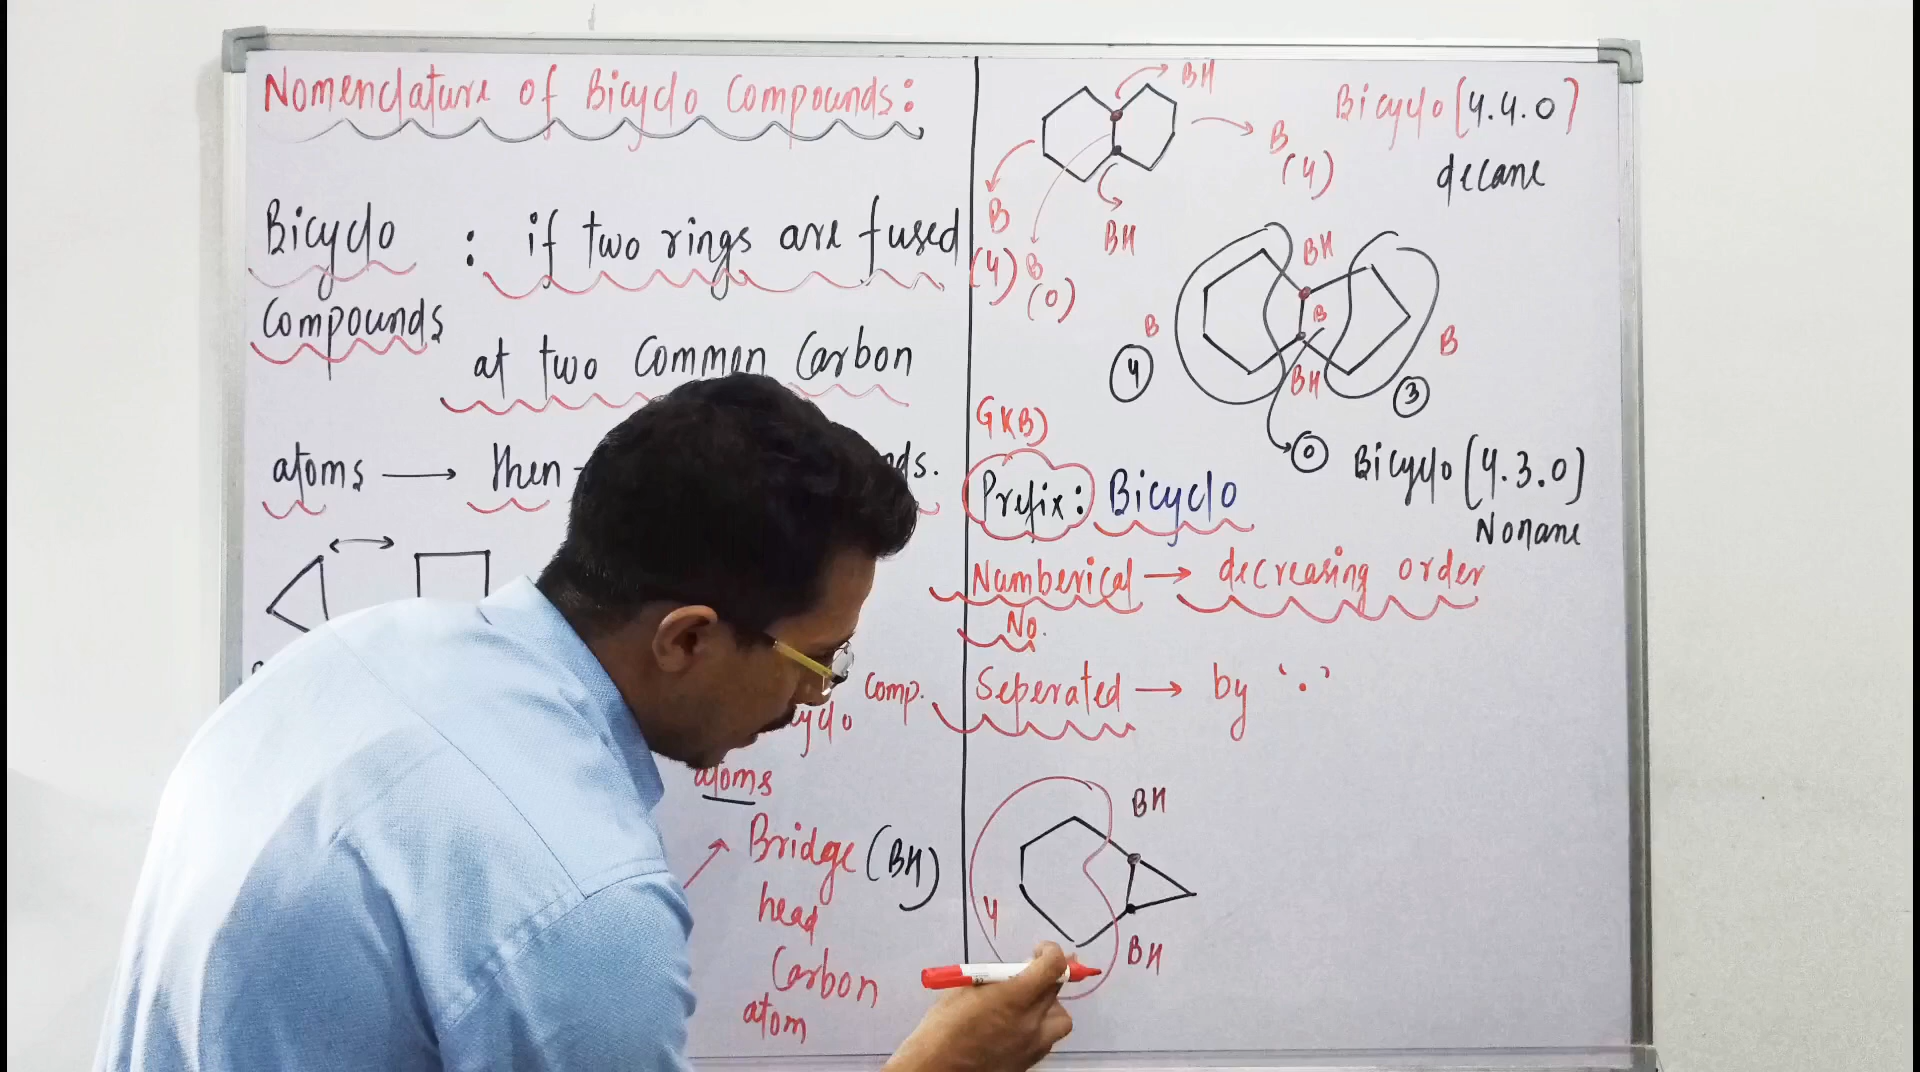 Nomenclature of Bicyclo Compounds:
Bicyclo : if two rings are fused
Compounds
at two Common Carbon
atoms → then
Comp.
atoms
Bridge (BH)
head
Carbon
atom
BH
BH
B
(4)
B
(0)
B
(4)
Bicyclo [4.4.0]
decane
BH
B
B
B
BH
4
3
0
Bicyclo [4.3.0]
Nonane
GK(B)
Prefix: Bicyclo
Numberical → decreasing order
No.
Seperated → by '.'
BH
4
BH